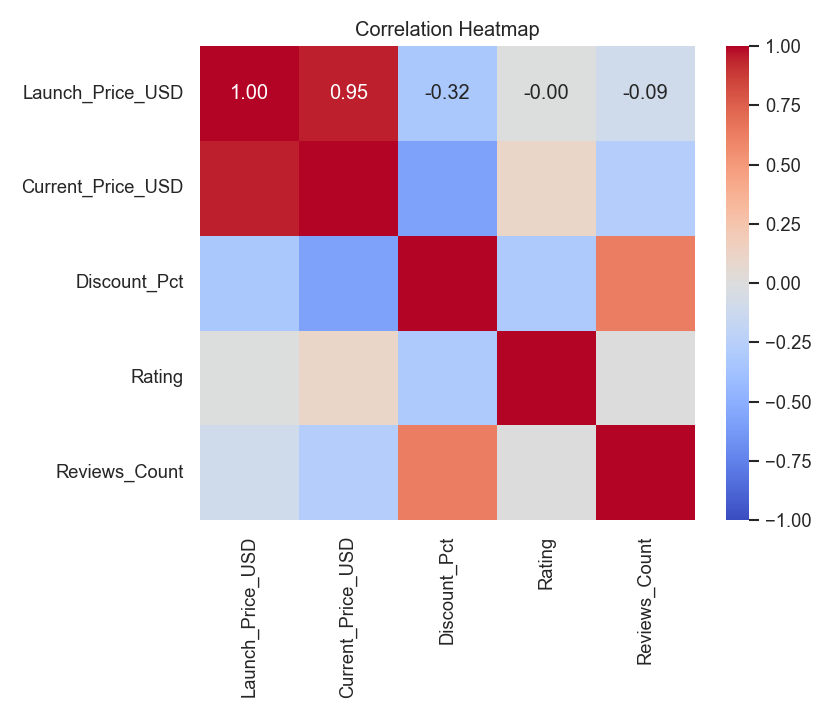 Correlation Heatmap
Launch_Price_USD 1.00 0.95 -0.32 -0.00 -0.09
Current_Price_USD
Discount_Pct
Rating
Reviews_Count
Launch_Price_USD
Current_Price_USD
Discount_Pct
Rating
Reviews_Count
1.00
0.75
0.50
0.25
0.00
−0.25
−0.50
−0.75
−1.00